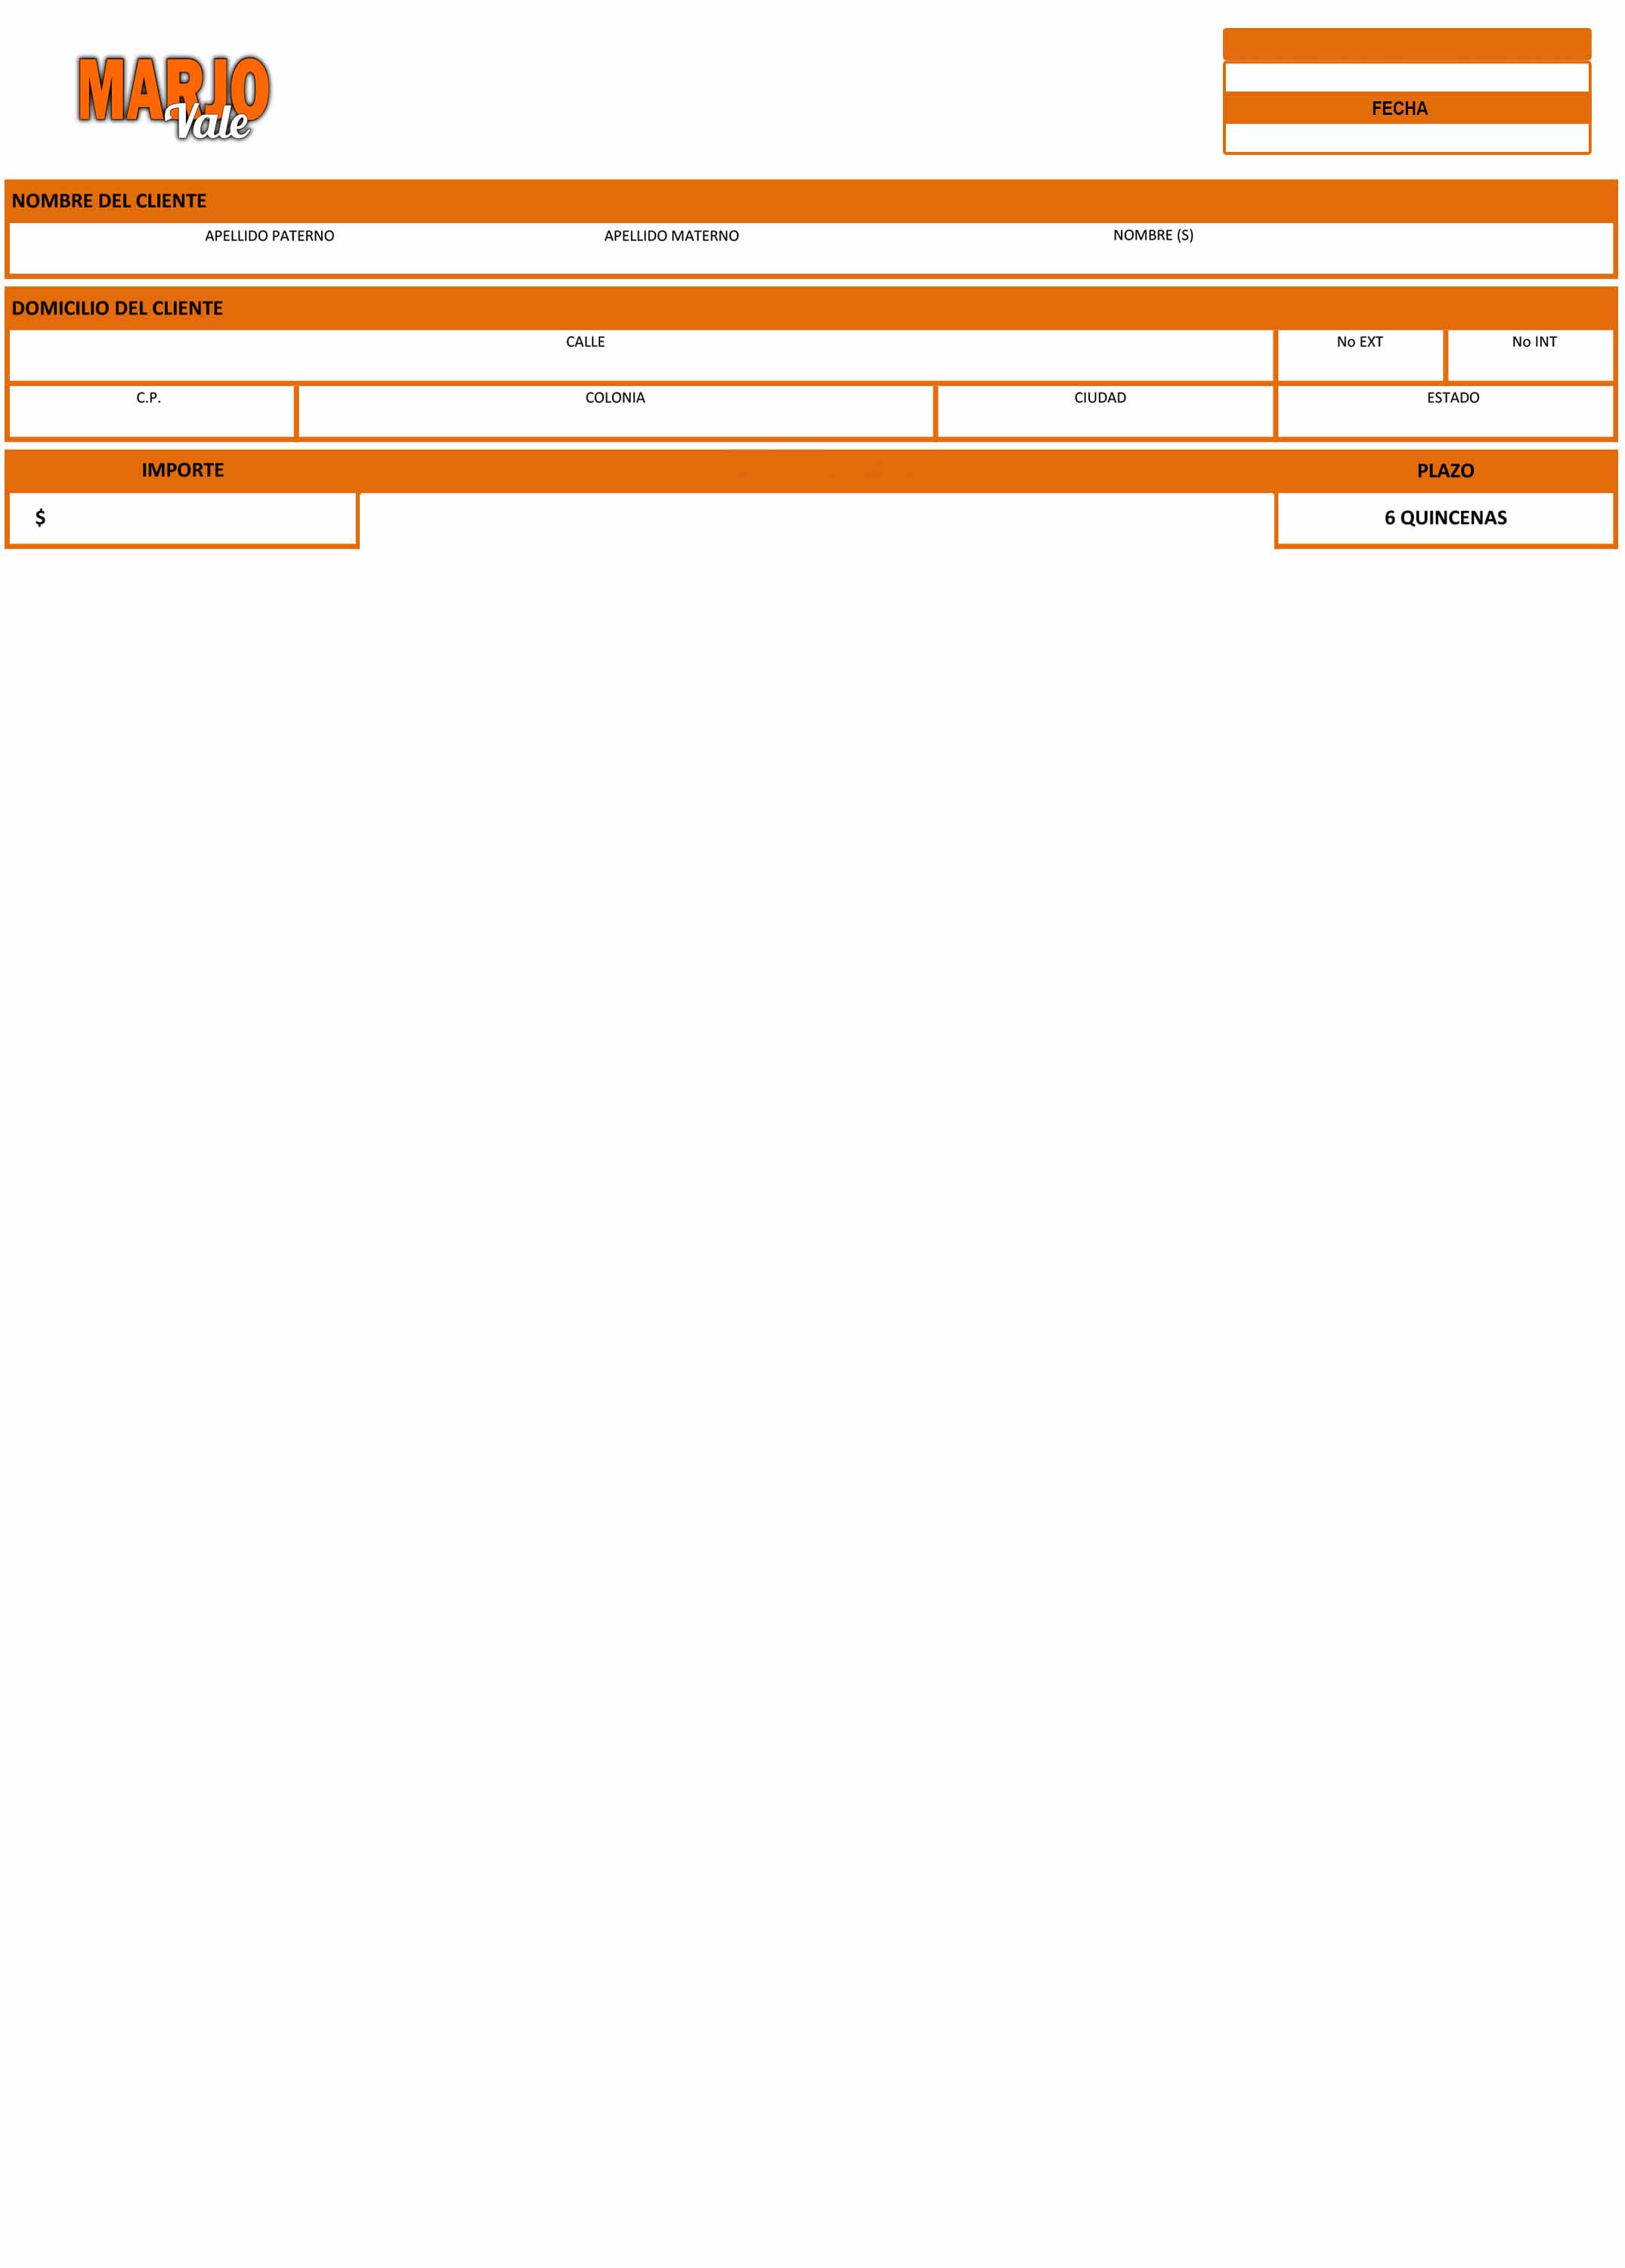 MARJO
Vale
FECHA
NOMBRE DEL CLIENTE
APELLIDO PATERNO APELLIDO MATERNO NOMBRE (S)
DOMICILIO DEL CLIENTE
CALLE No EXT No INT
C.P. COLONIA CIUDAD ESTADO
IMPORTE PLAZO
$ 6 QUINCENAS